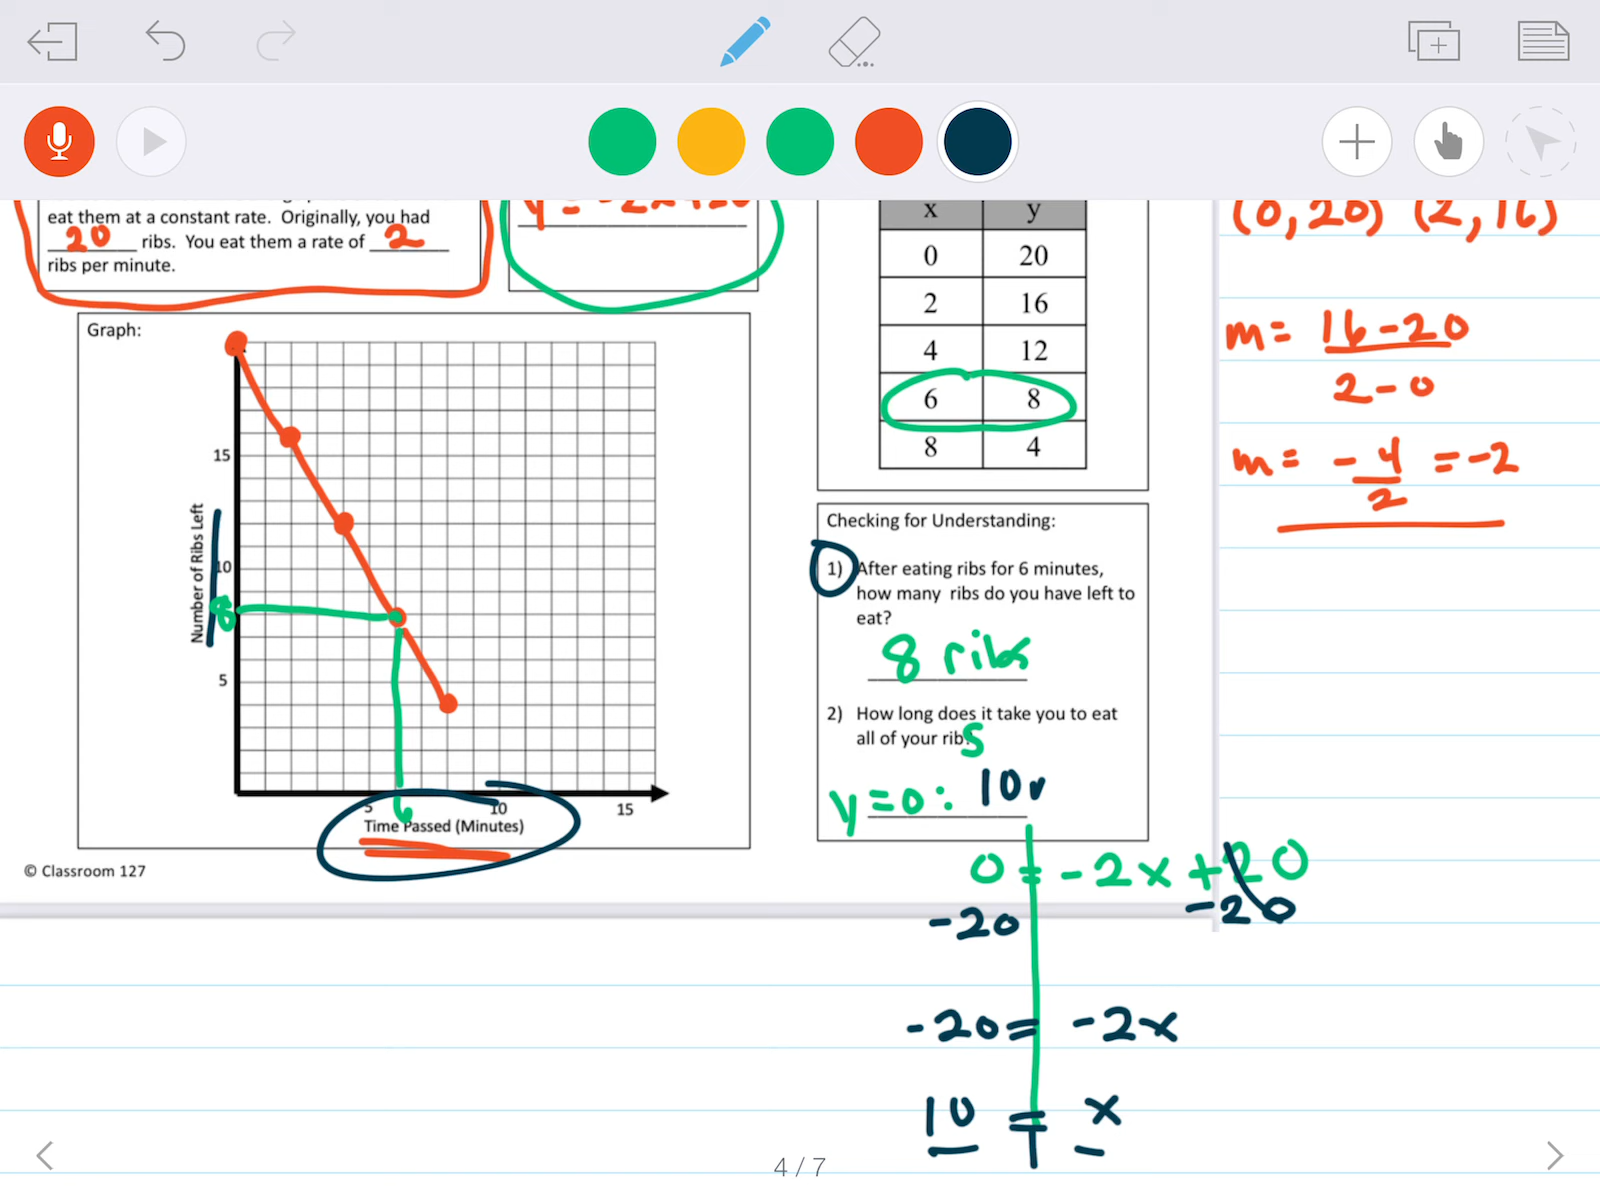 eat them at a constant rate. Originally, you had
20 ribs. You eat them a rate of 2
ribs per minute.
y = -2x+20
x y
0 20
2 16
4 12
6 8
8 4
(0,20) (2,16)
m= 16-20
2-0
m= -4 = -2
2
Graph:
15
10
8
5
Number of Ribs Left
5 6 10 15
Time Passed (Minutes)
© Classroom 127
Checking for Understanding:
1) After eating ribs for 6 minutes,
how many ribs do you have left to
eat?
8 ribs
2) How long does it take you to eat
all of your ribs
y=0: 10
0 = -2x +20
-20 -20
-20= -2x
10 = x
4 / 7